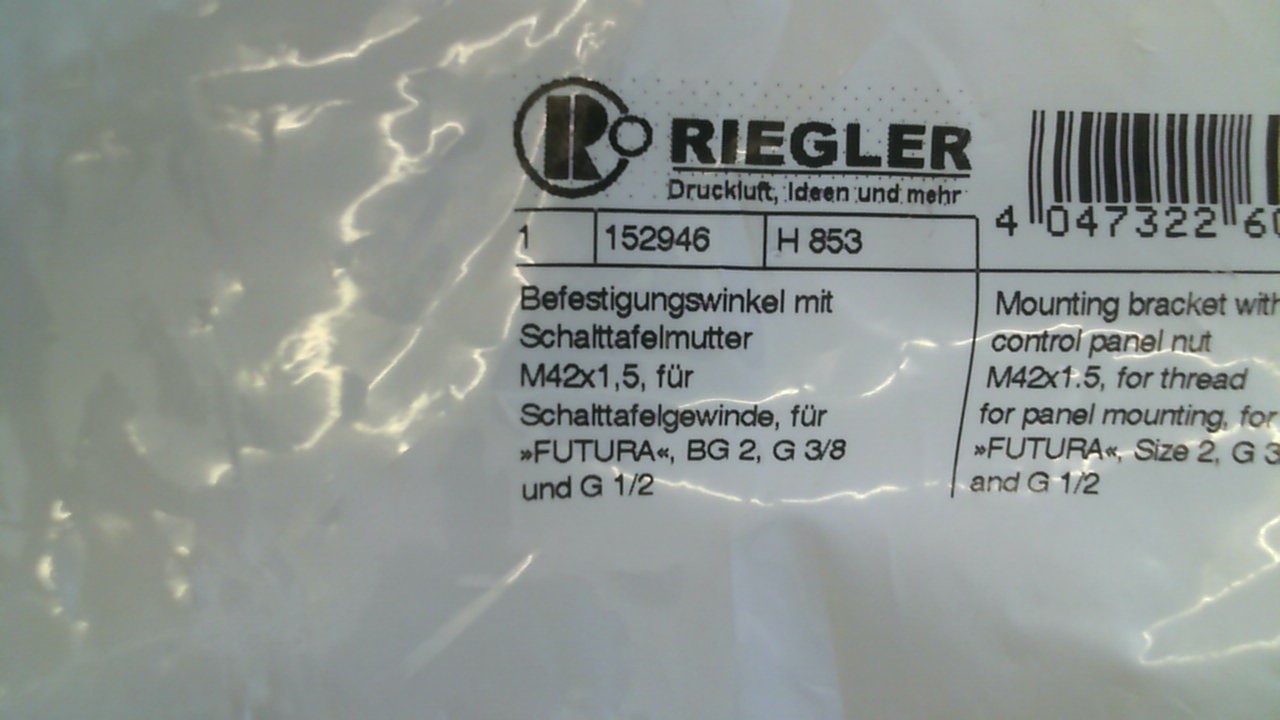 RIEGLER
Druckluft, Ideen und mehr
4 047322 6
1 152946 H 853
Befestigungswinkel mit
Schalttafelmutter
M42x1,5, für
Schalttafelgewinde, für
»FUTURA«, BG 2, G 3/8
und G 1/2
Mounting bracket with
control panel nut
M42x1.5, for thread
for panel mounting, for
»FUTURA«, Size 2, G 3
and G 1/2